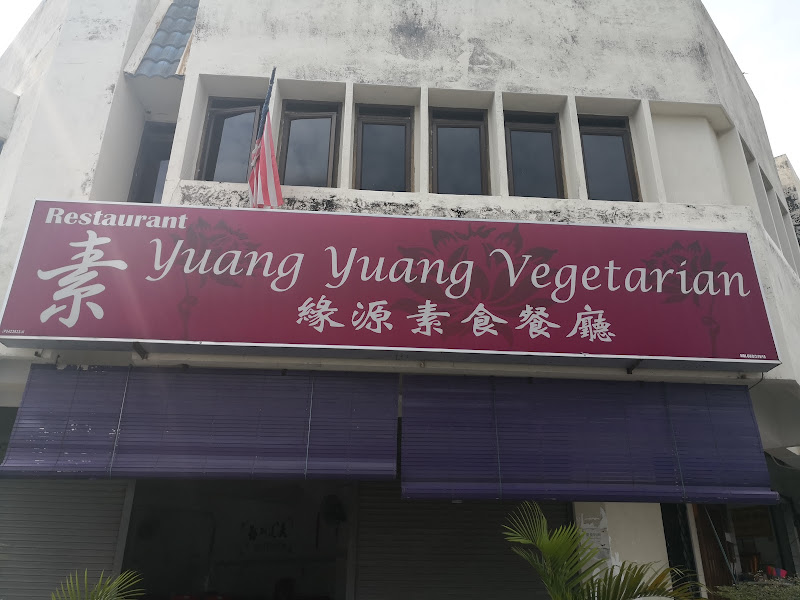 Restaurant
素 Yuang Yuang Vegetarian
緣源素食餐廳